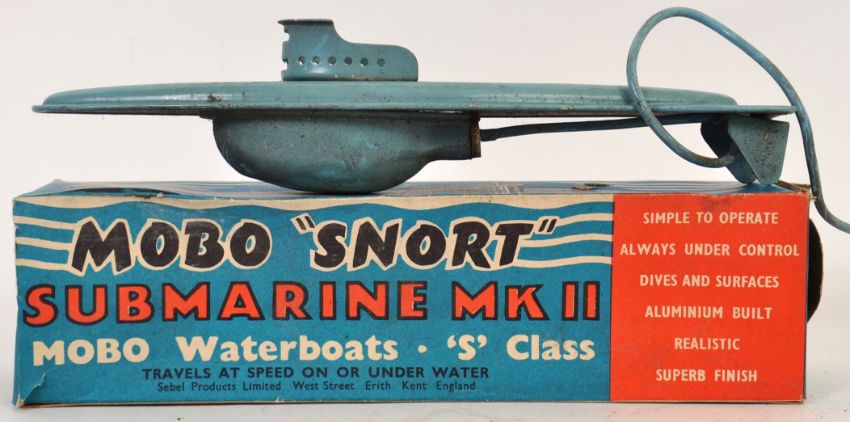 MOBO "SNORT"
SUBMARINE MK II
MOBO Waterboats · 'S' Class
TRAVELS AT SPEED ON OR UNDER WATER
Sebel Products Limited West Street Erith Kent England
SIMPLE TO OPERATE
ALWAYS UNDER CONTROL
DIVES AND SURFACES
ALUMINIUM BUILT
REALISTIC
SUPERB FINISH